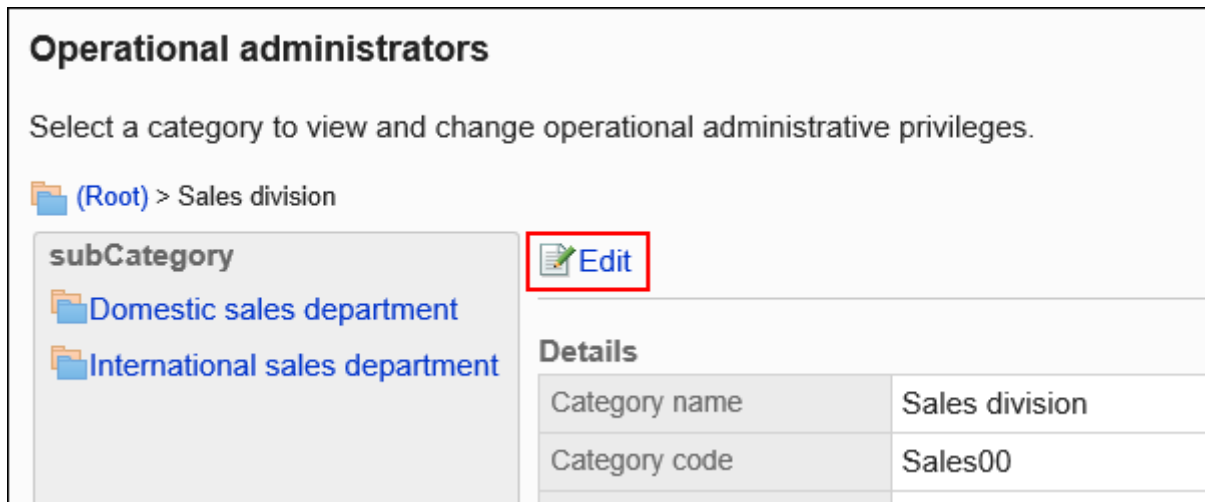 Operational administrators
Select a category to view and change operational administrative privileges.
(Root) > Sales division
subCategory
Domestic sales department
International sales department
Edit
Details
Category name Sales division
Category code Sales00